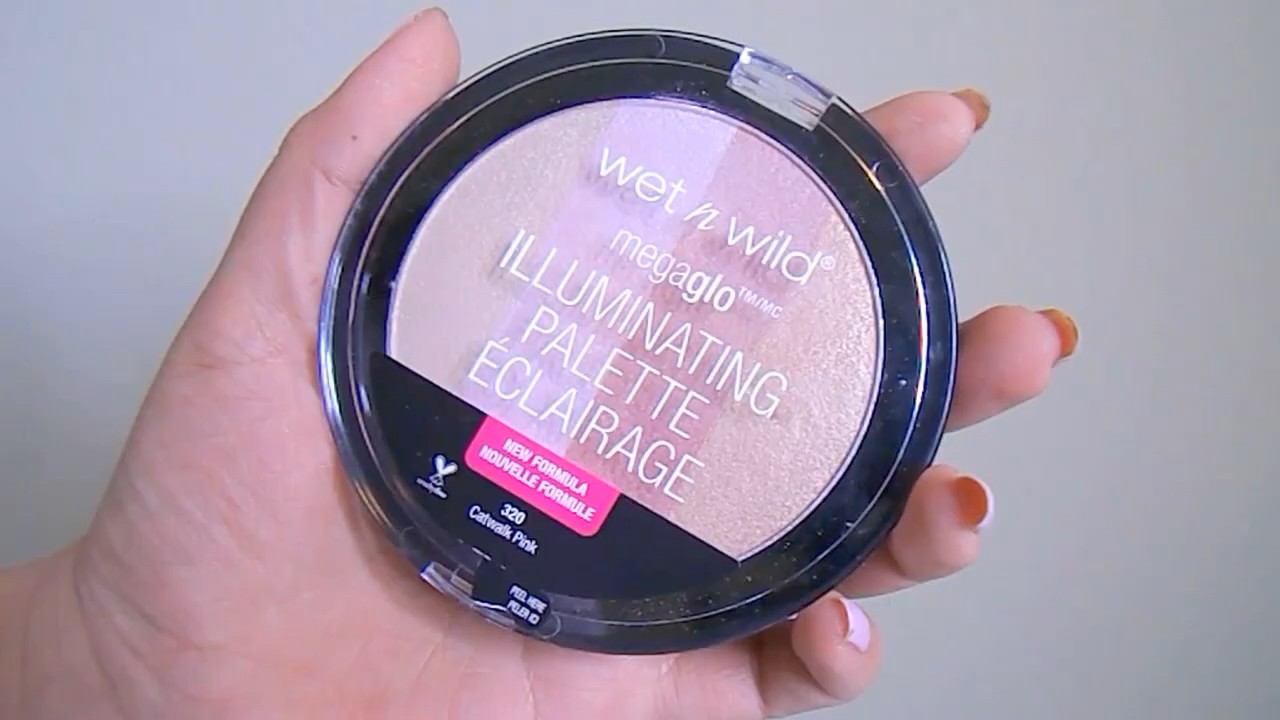 wet n wild®
megaglo™/MC
ILLUMINATING
PALETTE
ÉCLAIRAGE
NEW FORMULA
NOUVELLE FORMULE
320
Catwalk Pink
PEEL HERE
PELER ICI